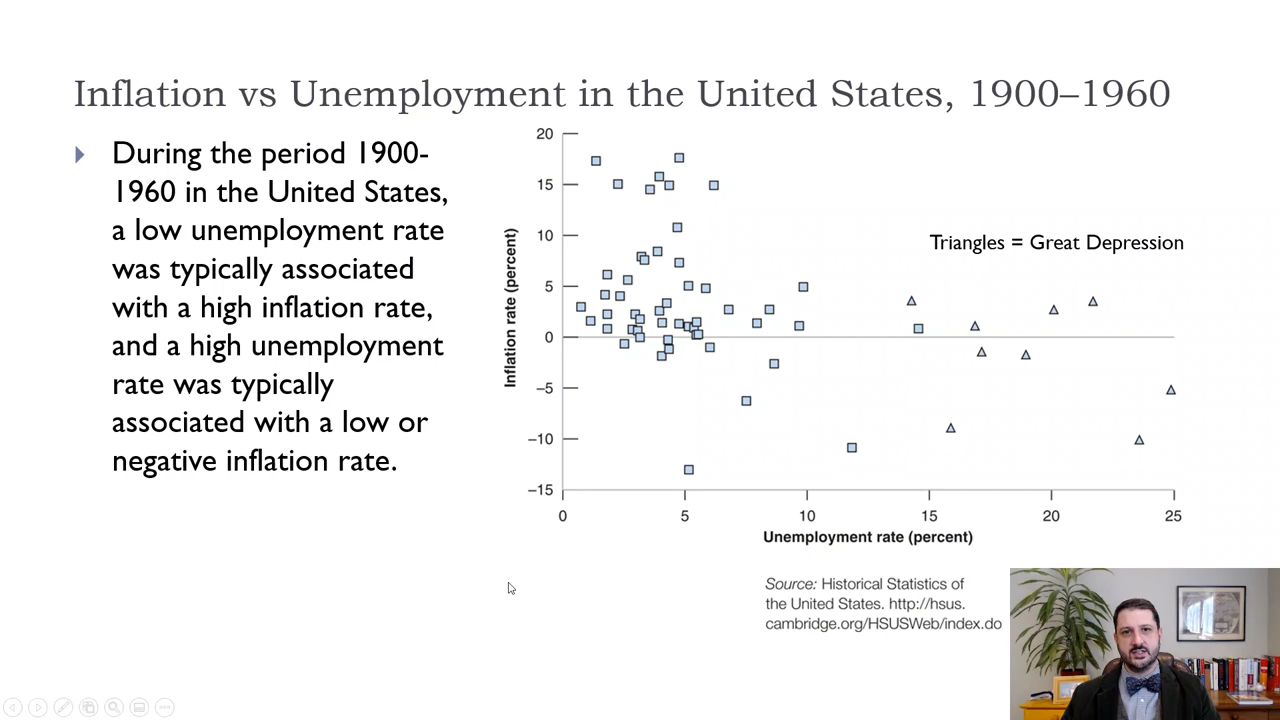 Inflation vs Unemployment in the United States, 1900–1960
During the period 1900-
1960 in the United States,
a low unemployment rate
was typically associated
with a high inflation rate,
and a high unemployment
rate was typically
associated with a low or
negative inflation rate.
Inflation rate (percent)
20
15
10
5
0
–5
–10
–15
Triangles = Great Depression
0 5 10 15 20 25
Unemployment rate (percent)
Source: Historical Statistics of
the United States. http://hsus.
cambridge.org/HSUSWeb/index.do